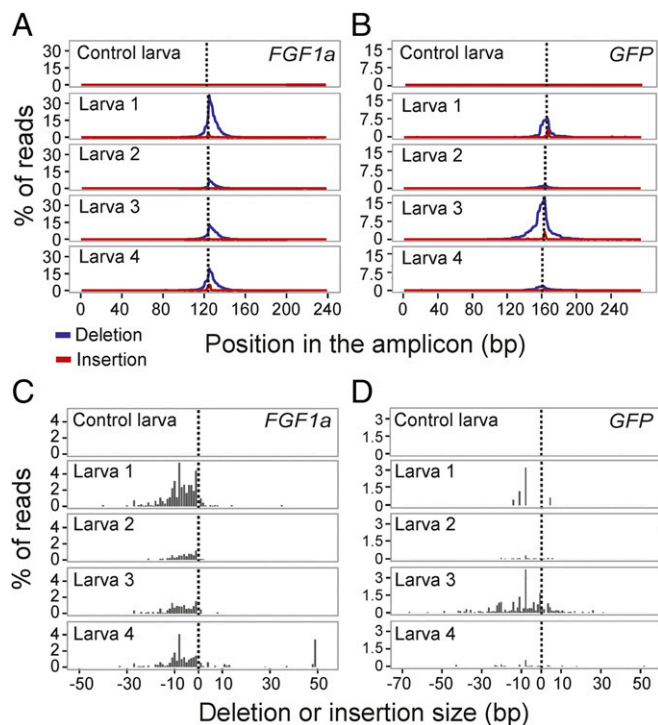 A
B
% of reads
Control larva FGF1a
30
15
0
Larva 1
30
15
0
Larva 2
30
15
0
Larva 3
30
15
0
Larva 4
30
15
0
0 40 80 120 160 200 240
Control larva GFP
15
7.5
0
Larva 1
15
7.5
0
Larva 2
15
7.5
0
Larva 3
15
7.5
0
Larva 4
15
7.5
0
0 40 80 120 160 200 240
Position in the amplicon (bp)
Deletion
Insertion
C
D
% of reads
Control larva FGF1a
4
2
0
Larva 1
4
2
0
Larva 2
4
2
0
Larva 3
4
2
0
Larva 4
4
2
0
-50 -30 -10 0 10 30 50
Control larva GFP
3
1.5
0
Larva 1
3
1.5
0
Larva 2
3
1.5
0
Larva 3
3
1.5
0
Larva 4
3
1.5
0
-70 -50 -30 -10 0 10 30 50
Deletion or insertion size (bp)